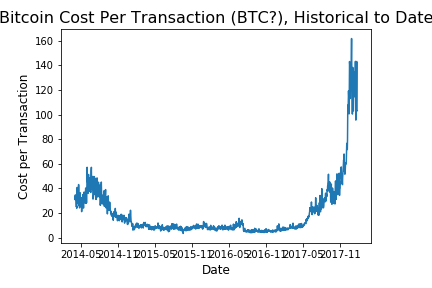 Bitcoin Cost Per Transaction (BTC?), Historical to Date
160
140
120
100
80
60
40
20
0
Cost per Transaction
2014-05 2014-11 2015-05 2015-11 2016-05 2016-11 2017-05 2017-11
Date